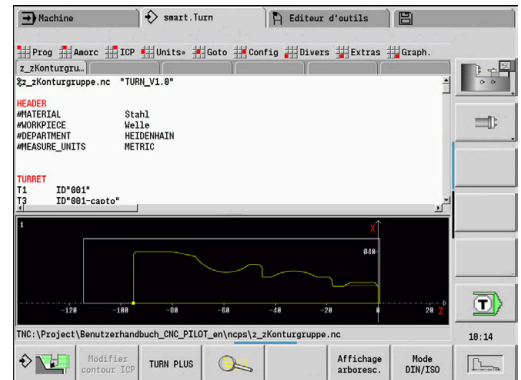 Machine
smart.Turn
Editeur d'outils
Prog Amorc ICP Units» Goto Config Divers Extras Graph.
z_zKonturgru…
%z_zKonturgruppe.nc "TURN_V1.0"
HEADER
#MATERIAL Stahl
#WORKPIECE Welle
#DEPARTMENT HEIDENHAIN
#MEASURE_UNITS METRIC
TURRET
T1 ID"001"
T3 ID"001-capto"
1
X
040
-120 -100 -80 -60 -40 -20 0 20 Z
T
TNC:\Project\Benutzerhandbuch_CNC_PILOT_en\ncps\z_zKonturgruppe.nc
10:14
Modifier
contour ICP
TURN PLUS
Affichage
arboresc.
Mode
DIN/ISO